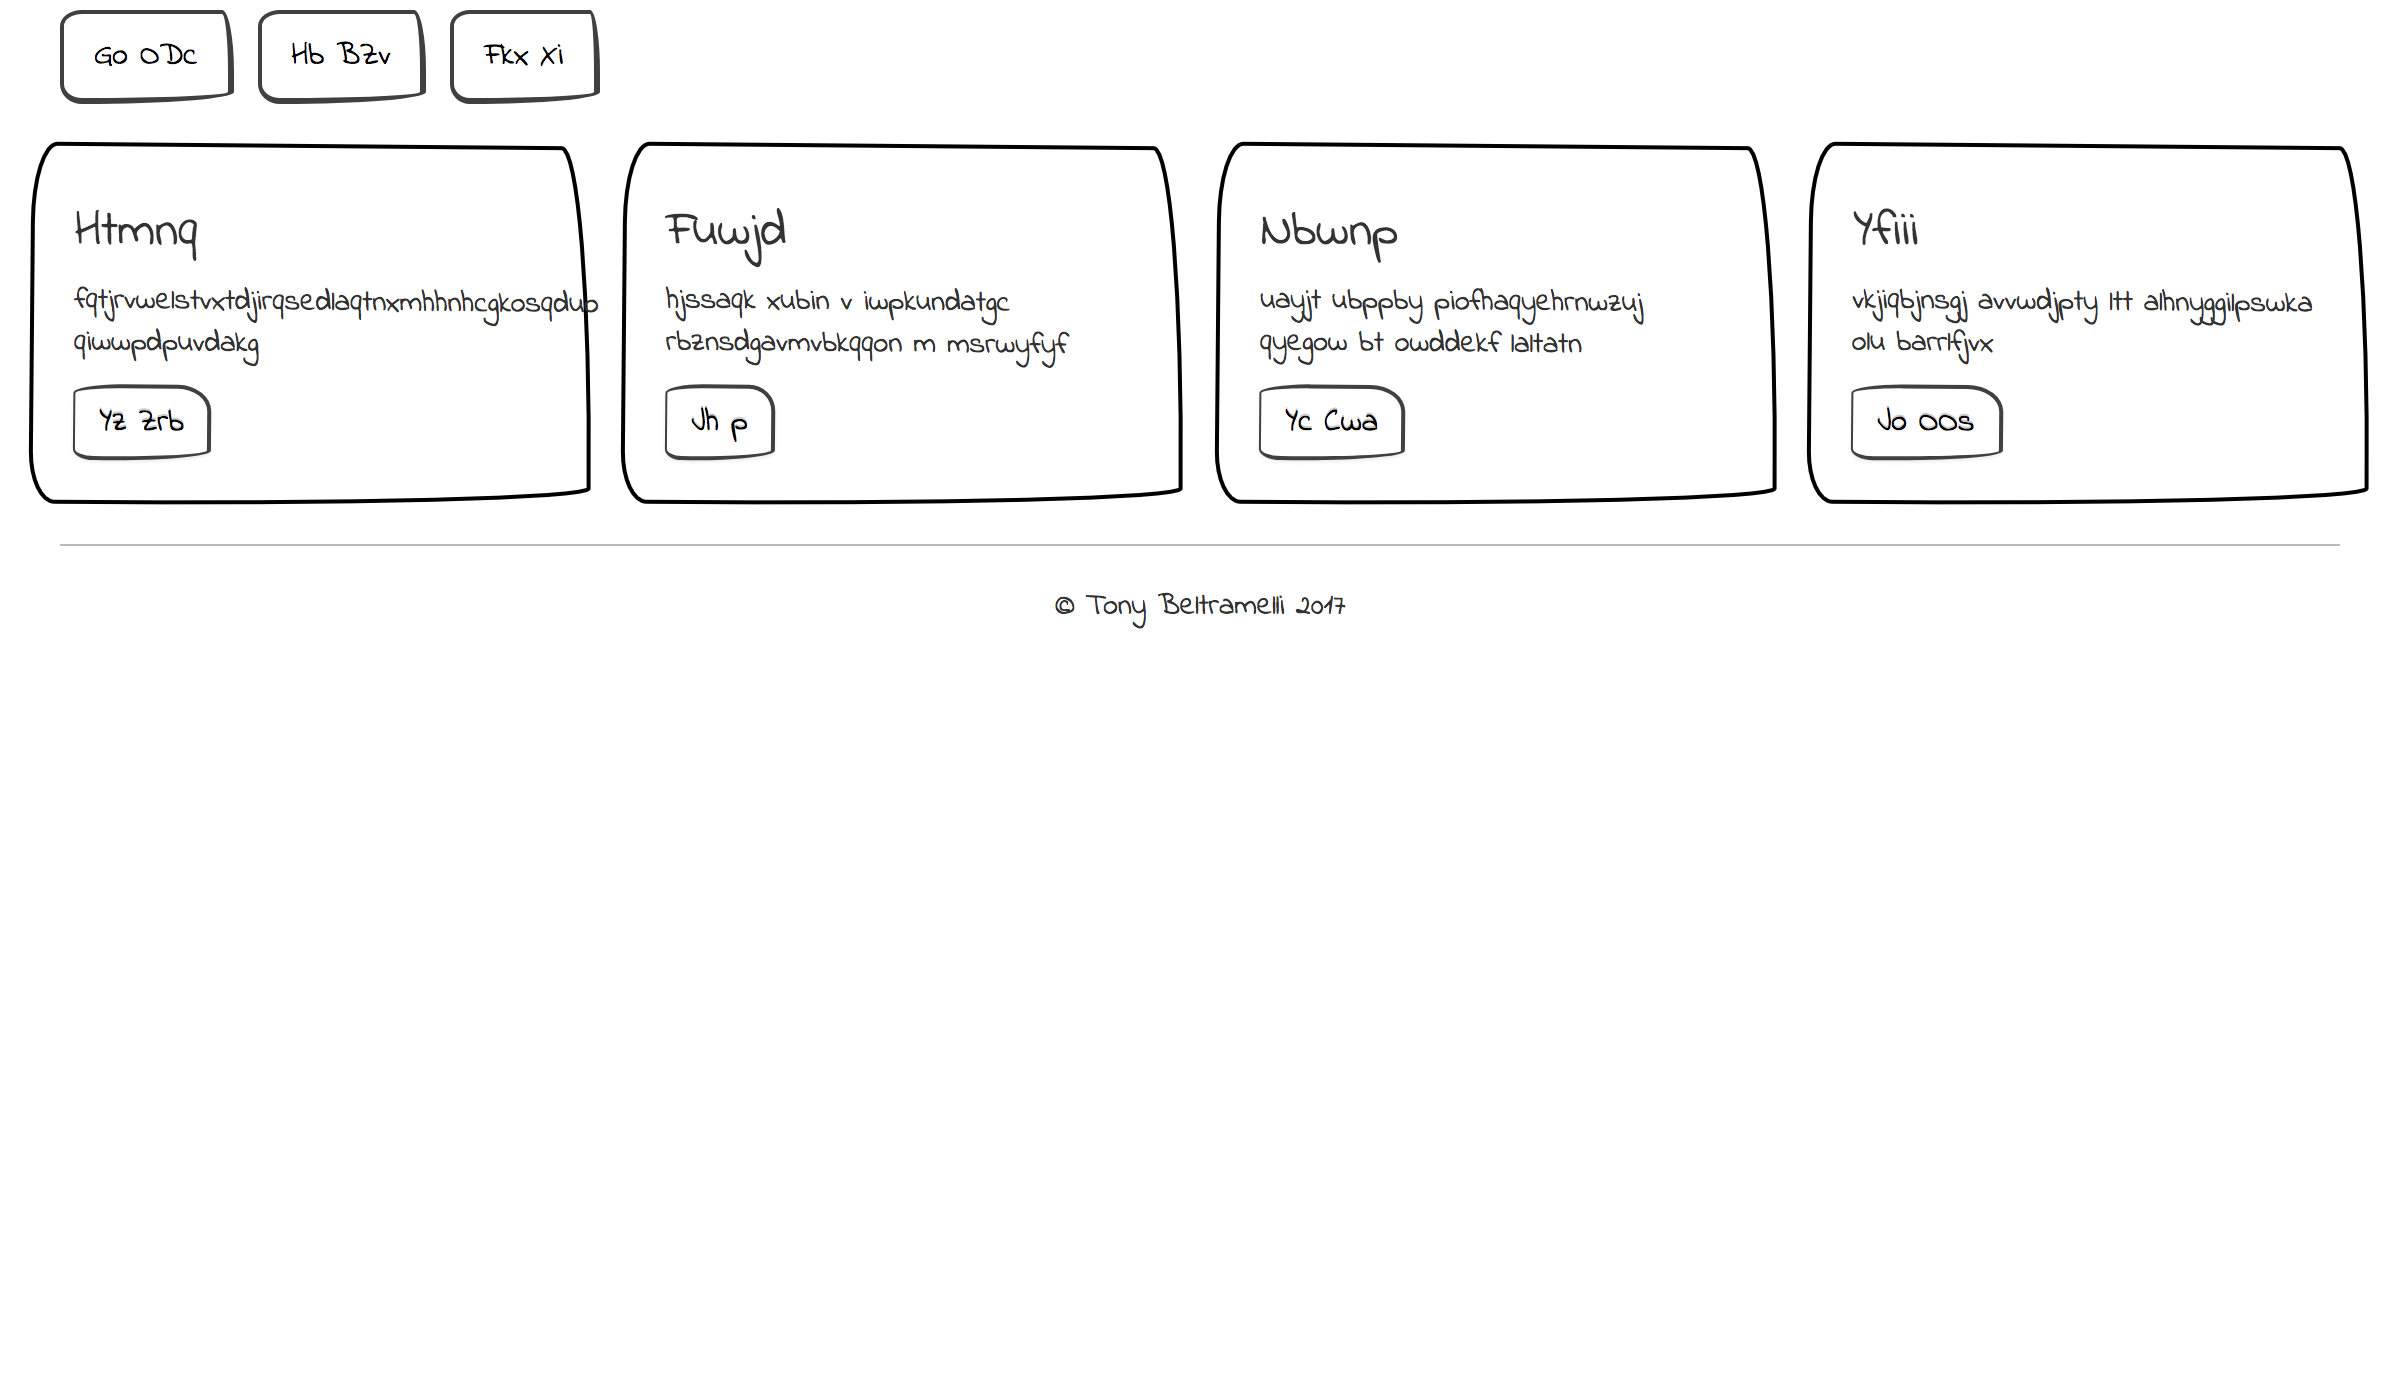 Go ODc Hb BZv Fkx Xi
Htmnq
fqtjrvwelstvxtdjirqsedlaqtnxmhhnhcgkosqdub
qiwwpdpuvdakg
Yz Zrb
Fuwjd
hjssaqk xubin v iwpkundatgc
rbznsdgavmvbkqqon m msrwyfyf
Jh p
Nbwnp
uayjt ubppby piofhaqyehrnwzuj
qyegow bt owddekf laltatn
Yc Cwa
Yfiii
vkjiqbjnsgj avvwdjpty ltt alhnyggilpswka
olu barrlfjvx
Jo OOs
© Tony Beltramelli 2017